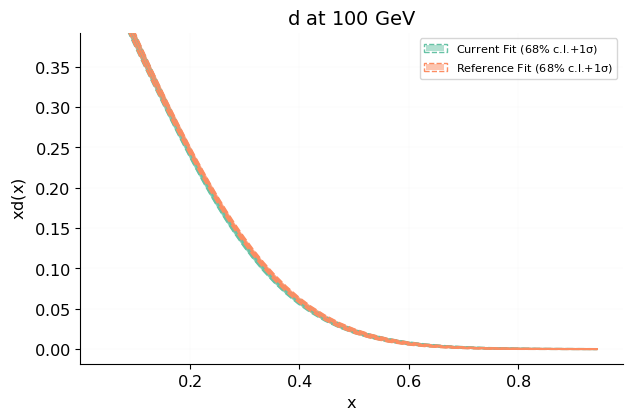 d at 100 GeV
Current Fit (68% c.l.+1σ)
Reference Fit (68% c.l.+1σ)
xd(x)
0.35
0.30
0.25
0.20
0.15
0.10
0.05
0.00
0.2 0.4 0.6 0.8
x